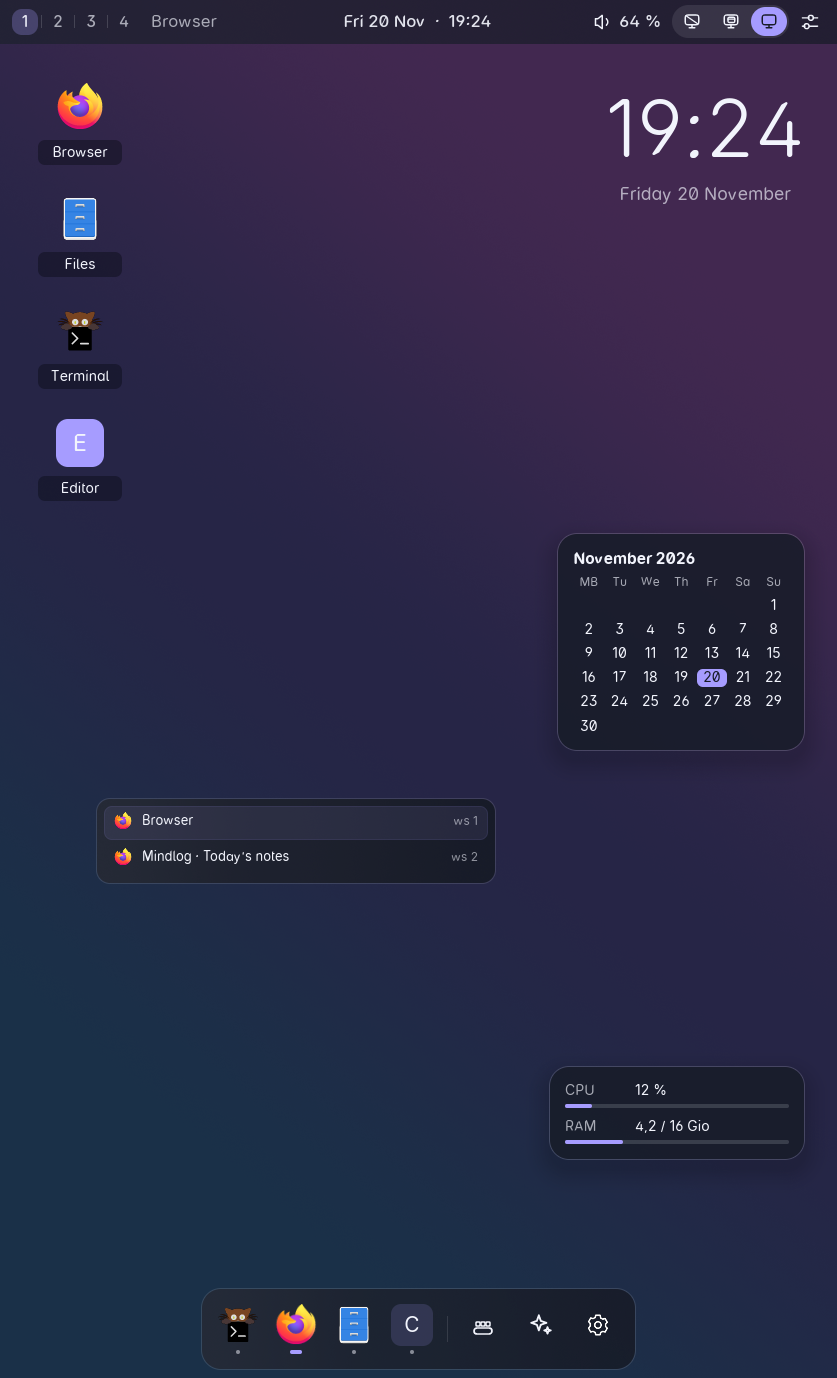 1 2 3 4 Browser Fri 20 Nov · 19:24 64 %
Browser
Files
Terminal
E
Editor
19:24
Friday 20 November
November 2026
MB Tu We Th Fr Sa Su
1
2 3 4 5 6 7 8
9 10 11 12 13 14 15
16 17 18 19 20 21 22
23 24 25 26 27 28 29
30
Browser ws 1
Mindlog · Today's notes ws 2
CPU 12 %
RAM 4,2 / 16 Gio
C